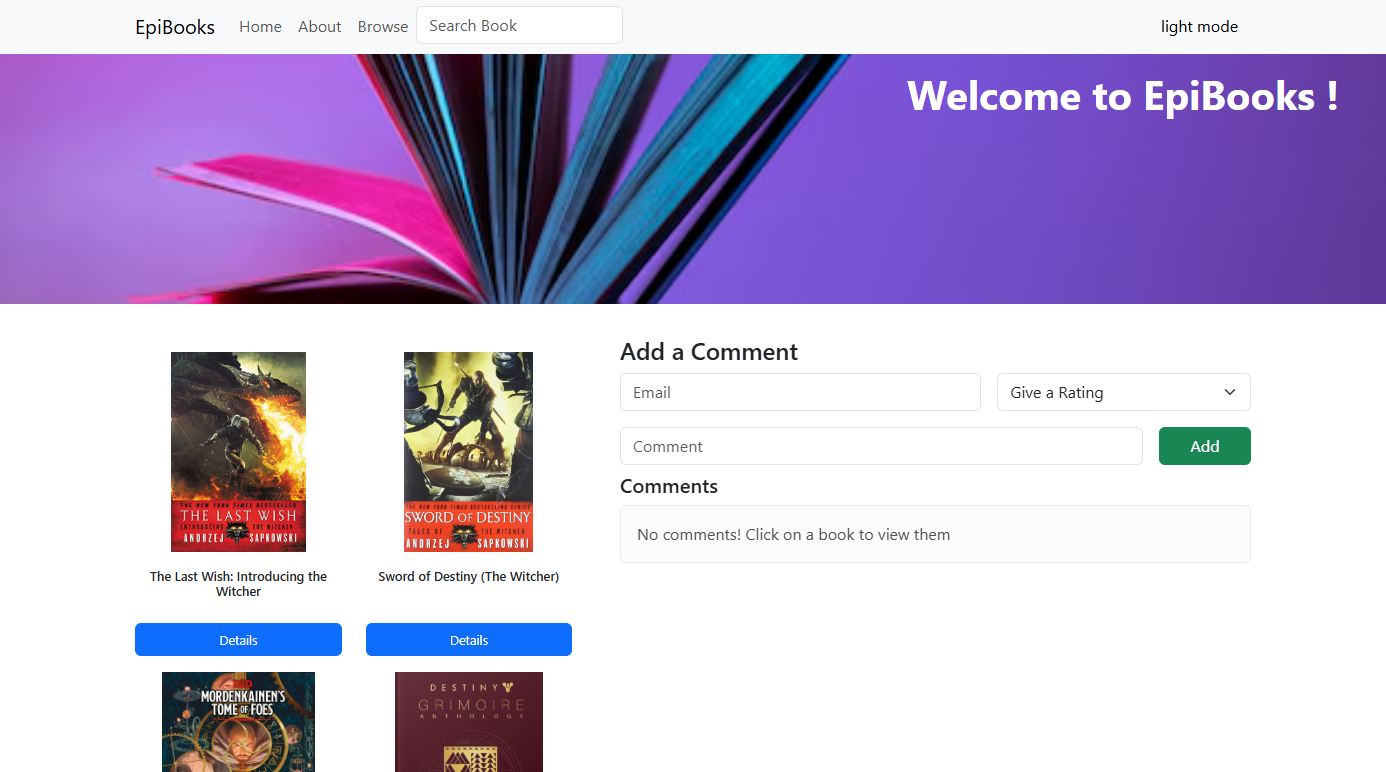 EpiBooks Home About Browse Search Book light mode
Welcome to EpiBooks !
Add a Comment
Email Give a Rating
Comment Add
Comments
No comments! Click on a book to view them
THE NEW YORK TIMES BESTSELLER
THE LAST WISH
INTRODUCING THE WITCHER
ANDRZEJ SAPKOWSKI
The Last Wish: Introducing the
Witcher
Details
THE NEW YORK TIMES BESTSELLING SERIES
SWORD OF DESTINY
TALES OF THE WITCHER
ANDRZEJ SAPKOWSKI
Sword of Destiny (The Witcher)
Details
MORDENKAINEN'S
TOME OF FOES
DESTINY
GRIMOIRE
ANTHOLOGY